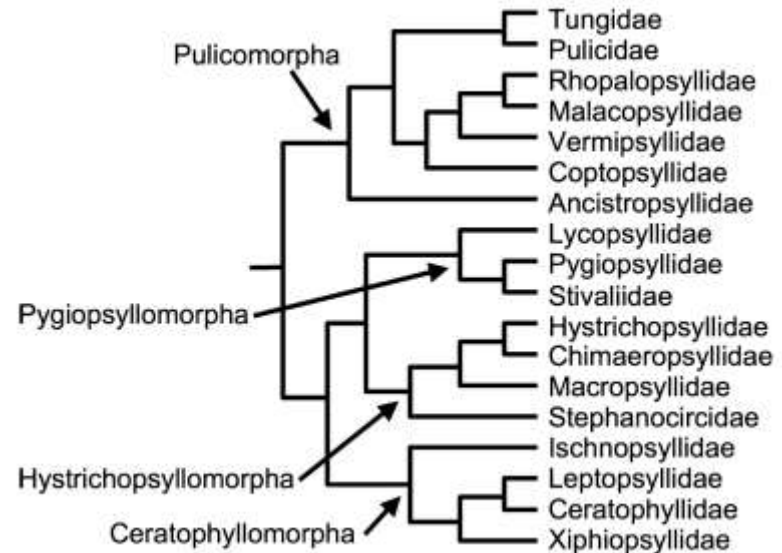 Tungidae
Pulicidae
Pulicomorpha
Rhopalopsyllidae
Malacopsyllidae
Vermipsyllidae
Coptopsyllidae
Ancistropsyllidae
Lycopsyllidae
Pygiopsyllidae
Stivaliidae
Pygiopsyllomorpha
Hystrichopsyllidae
Chimaeropsyllidae
Macropsyllidae
Stephanocircidae
Ischnopsyllidae
Hystrichopsyllomorpha
Leptopsyllidae
Ceratophyllidae
Ceratophyllomorpha
Xiphiopsyllidae